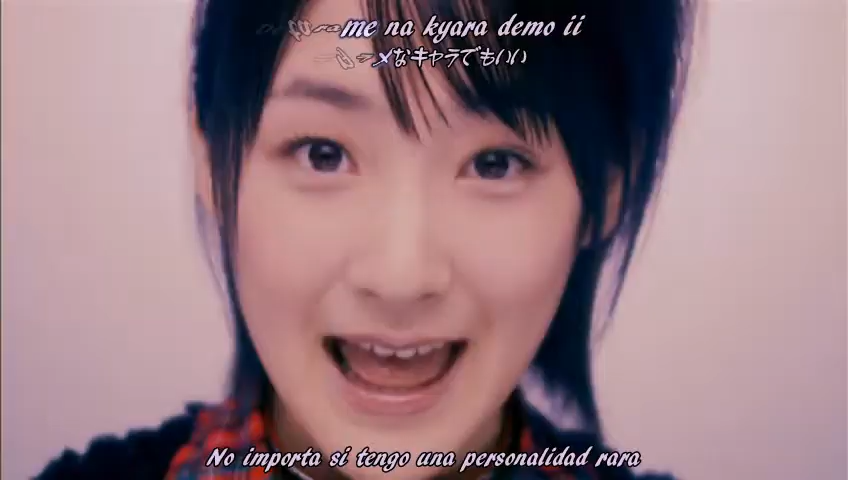 me na kyara demo ii
メなキャラでもいい
No importa si tengo una personalidad rara